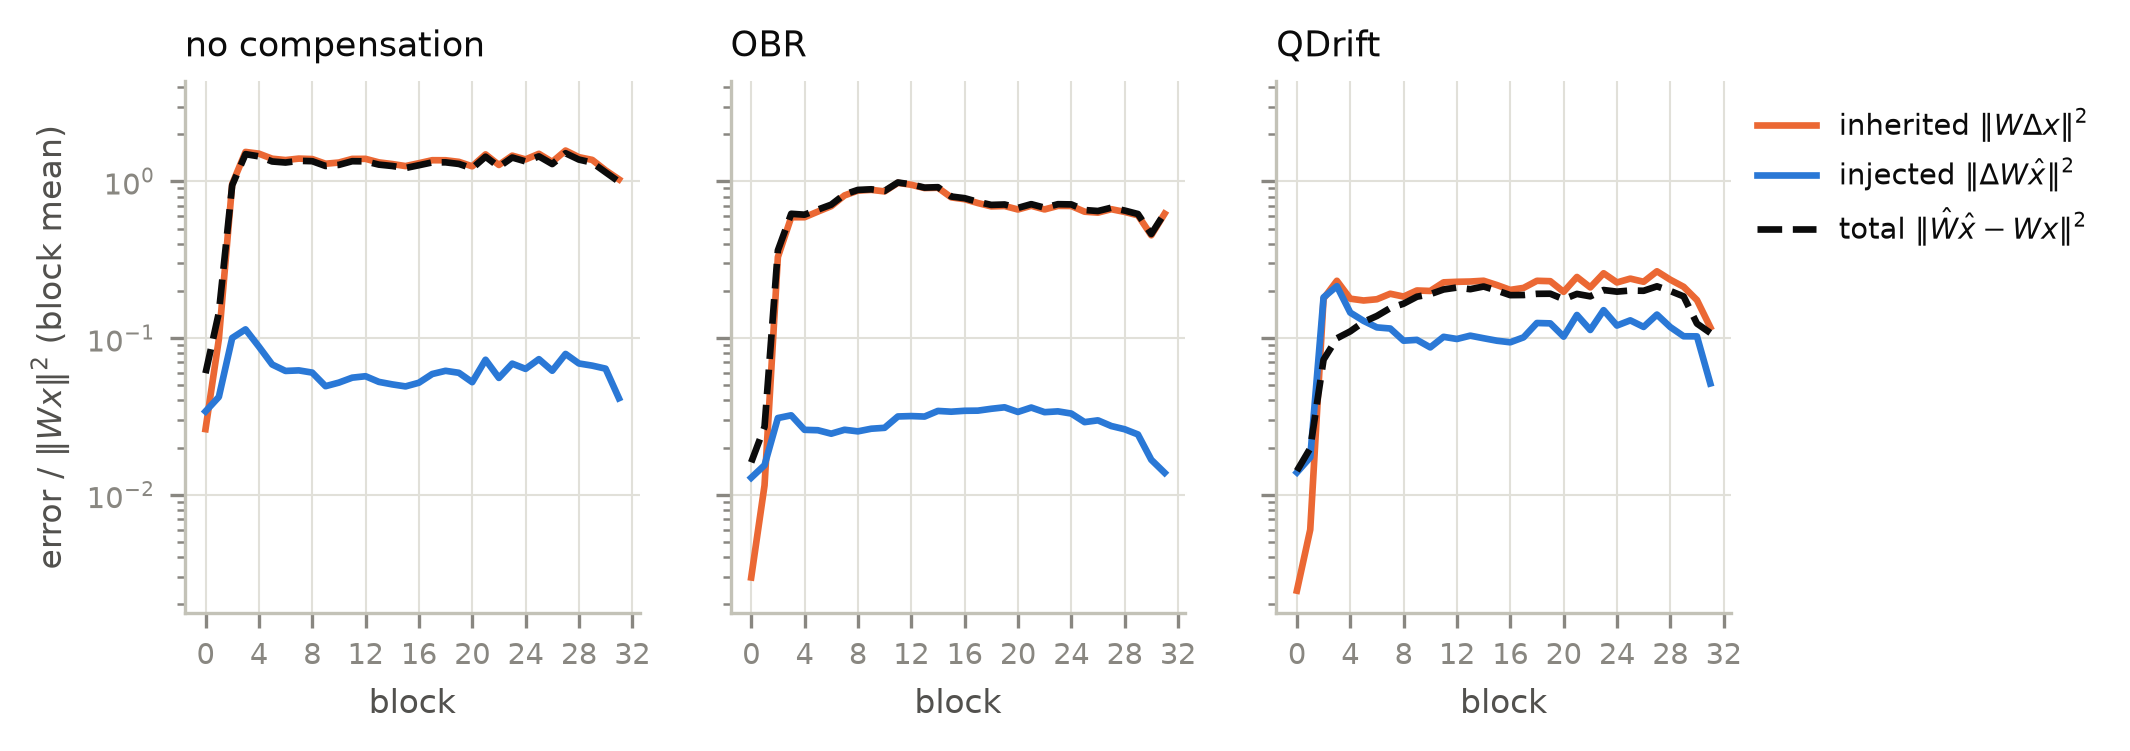 no compensation
OBR
QDrift
error / ‖Wx‖² (block mean)
10⁰
10⁻¹
10⁻²
0 4 8 12 16 20 24 28 32
0 4 8 12 16 20 24 28 32
0 4 8 12 16 20 24 28 32
block
block
block
inherited ‖WΔx‖²
injected ‖ΔWx̂‖²
total ‖Ŵx̂ − Wx‖²